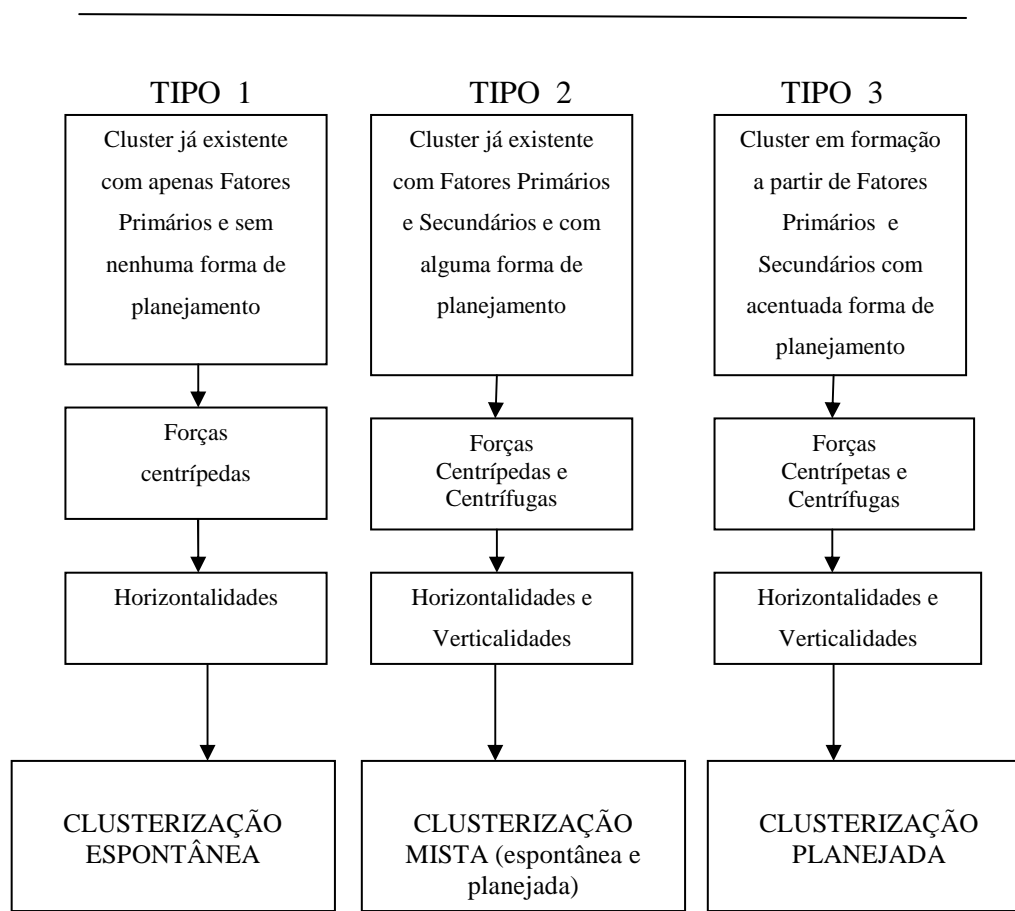 TIPO 1
Cluster já existente
com apenas Fatores
Primários e sem
nenhuma forma de
planejamento
Forças
centrípedas
Horizontalidades
CLUSTERIZAÇÃO
ESPONTÂNEA
TIPO 2
Cluster já existente
com Fatores Primários
e Secundários e com
alguma forma de
planejamento
Forças
Centrípedas e
Centrífugas
Horizontalidades e
Verticalidades
CLUSTERIZAÇÃO
MISTA (espontânea e
planejada)
TIPO 3
Cluster em formação
a partir de Fatores
Primários e
Secundários com
acentuada forma de
planejamento
Forças
Centrípetas e
Centrífugas
Horizontalidades e
Verticalidades
CLUSTERIZAÇÃO
PLANEJADA